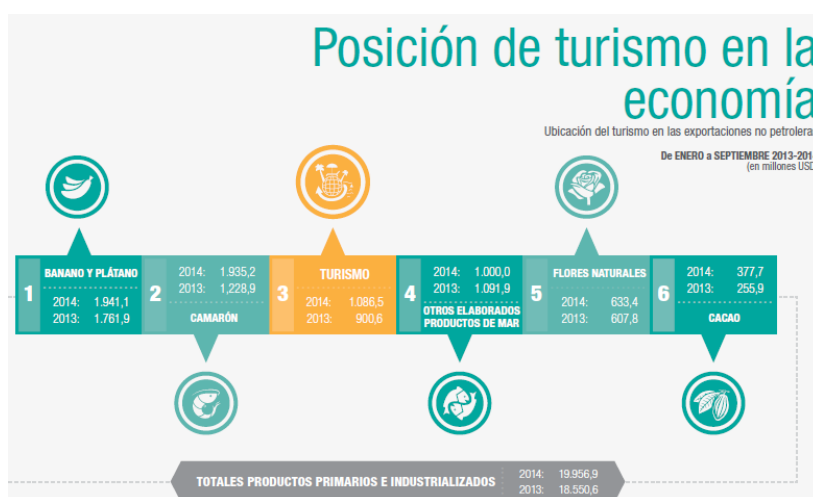 Posición de turismo en la
economía
Ubicación del turismo en las exportaciones no petrolera
De ENERO a SEPTIEMBRE 2013-201
(en millones USD
1
BANANO Y PLÁTANO
2014: 1.941,1
2013: 1.761,9
2
2014: 1.935,2
2013: 1,228,9
CAMARÓN
3
TURISMO
2014: 1.086,5
2013: 900,6
4
2014: 1.000,0
2013: 1.091,9
OTROS ELABORADOS
PRODUCTOS DE MAR
5
FLORES NATURALES
2014: 633,4
2013: 607,8
6
2014: 377,7
2013: 255,9
CACAO
TOTALES PRODUCTOS PRIMARIOS E INDUSTRIALIZADOS
2014: 19.956,9
2013: 18.550,6